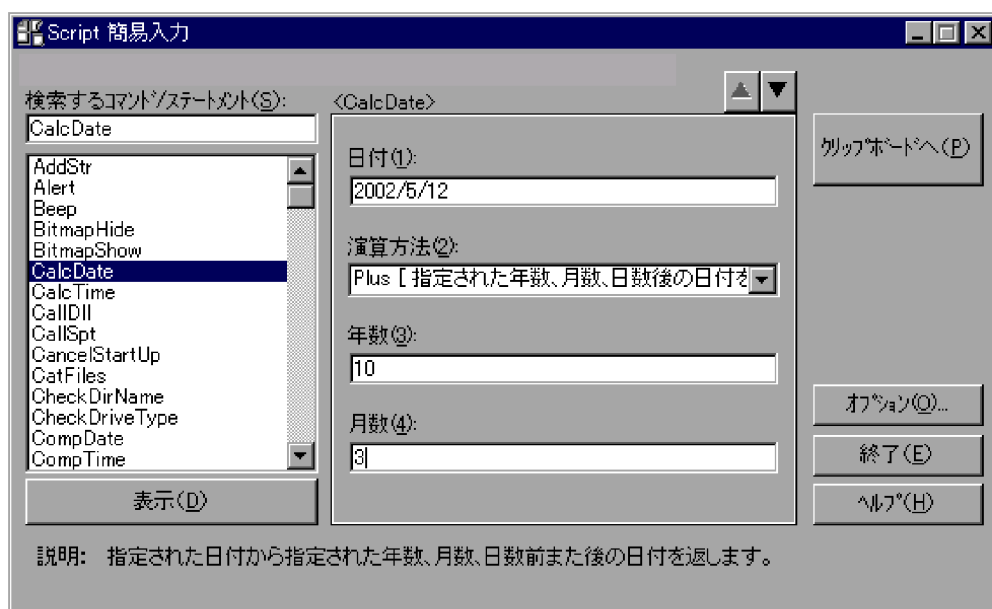 Script 簡易入力
検索するコマンド/ステートメント(S):
CalcDate
AddStr
Alert
Beep
BitmapHide
BitmapShow
CalcDate
CalcTime
CallDll
CallSpt
CancelStartUp
CatFiles
CheckDirName
CheckDriveType
CompDate
CompTime
表示(D)
<CalcDate>
日付(1):
2002/5/12
演算方法(2):
Plus [ 指定された年数、月数、日数後の日付を
年数(3):
10
月数(4):
3
クリップボードへ(P)
オプション(O)...
終了(E)
ヘルプ(H)
説明: 指定された日付から指定された年数、月数、日数前また後の日付を返します。